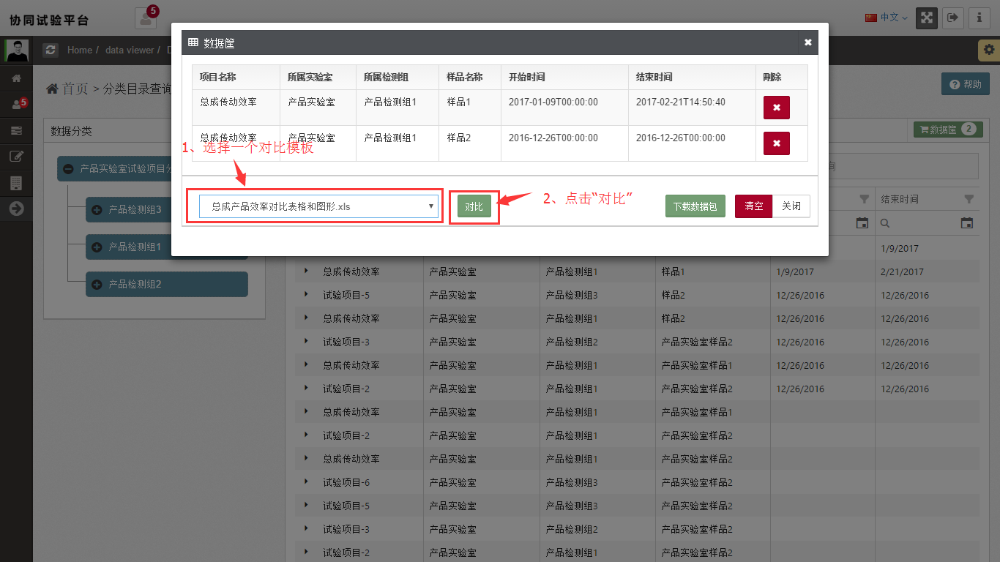 协同试验平台
5
中文
Home / data viewer /
数据筐
项目名称 所属实验室 所属检测组 样品名称 开始时间 结束时间 刪除
总成传动效率 产品实验室 产品检测组1 样品1 2017-01-09T00:00:00 2017-02-21T14:50:40
总成传动效率 产品实验室 产品检测组1 样品2 2016-12-26T00:00:00 2016-12-26T00:00:00
1、选择一个对比模板
总成产品效率对比表格和图形.xls
对比
2、点击“对比”
下载数据包
清空
关闭
首页 > 分类目录查询
帮助
5
数据分类
数据筐 2
产品实验室试验项目分
产品检测组3
产品检测组1
产品检测组2
询
结束时间
1/9/2017
总成传动效率 产品实验室 产品检测组1 样品1 1/9/2017 2/21/2017
试验项目-5 产品实验室 产品检测组3 样品2 12/26/2016 12/26/2016
总成传动效率 产品实验室 产品检测组1 样品2 12/26/2016 12/26/2016
试验项目-3 产品实验室 产品检测组2 产品实验室样品2 12/26/2016 12/26/2016
总成传动效率 产品实验室 产品检测组1 产品实验室样品1 12/26/2016 12/26/2016
试验项目-2 产品实验室 产品检测组1 产品实验室样品2 12/26/2016 12/26/2016
总成传动效率 产品实验室 产品检测组1 产品实验室样品1
试验项目-2 产品实验室 产品检测组1 产品实验室样品2
总成传动效率 产品实验室 产品检测组1 产品实验室样品2
试验项目-6 产品实验室 产品检测组3 产品实验室样品2
试验项目-5 产品实验室 产品检测组3 产品实验室样品2
试验项目-3 产品实验室 产品检测组2 产品实验室样品2
试验项目-2 产品实验室 产品检测组1 产品实验室样品2